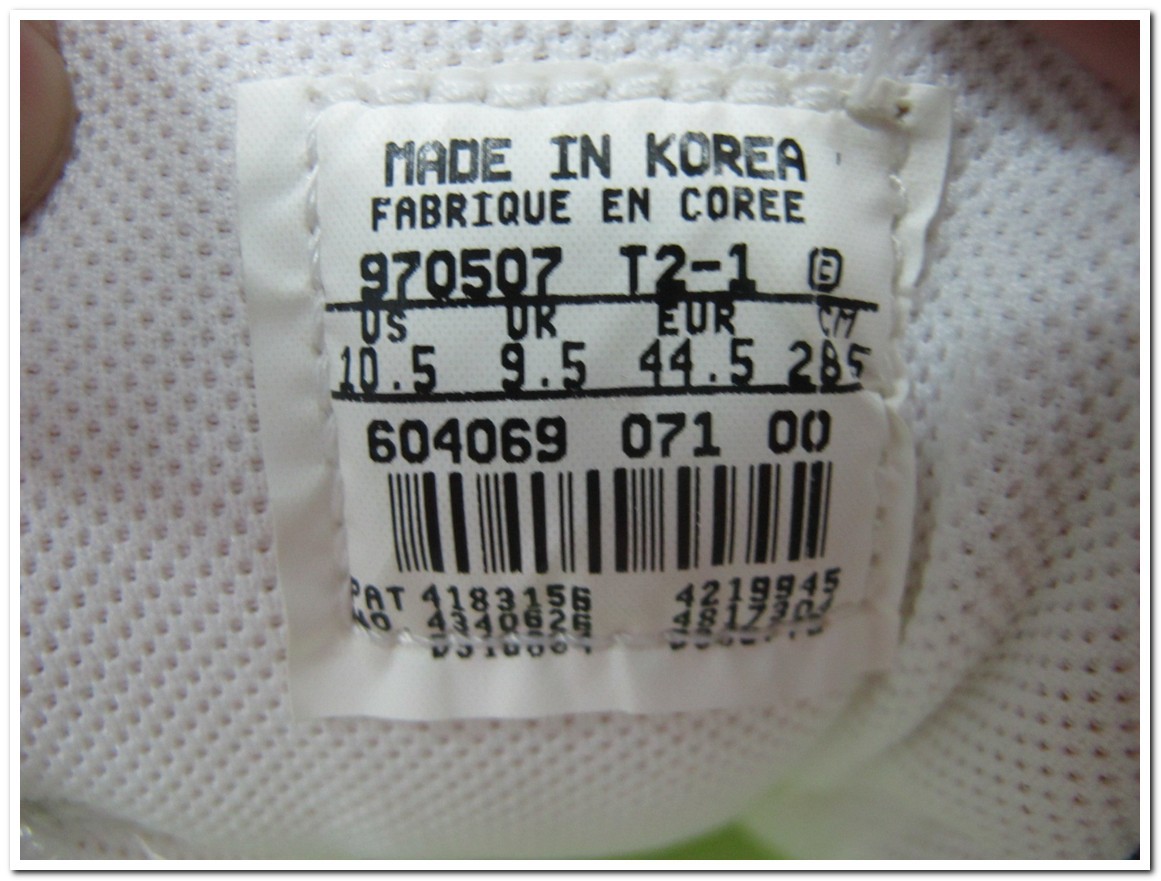 MADE IN KOREA
FABRIQUE EN COREE
970507 T2-1 E
US UK EUR CM
10.5 9.5 44.5 285
604069 071 00
PAT 4183156 4219945
NO. 4340626